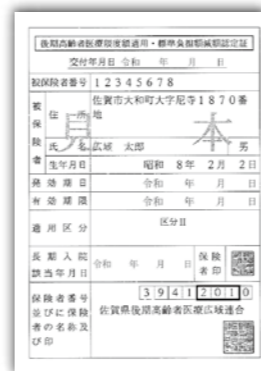 後期高齢者医療限度額適用・標準負担額減額認定証
交付年月日 令和 年 月 日
被保険者番号 12345678
被保険者
住所 佐賀市大和町大字尼寺1870番地
氏名 広域 太郎 男
見本
生年月日 昭和 8年 2月 2日
発効期日 令和 年 月 日
有効期限 令和 年 月 日
適用区分 区分Ⅱ
長期入院該当年月日 令和 年 月 日 保険者印
保険者番号並びに保険者の名称及び印
39412010
佐賀県後期高齢者医療広域連合